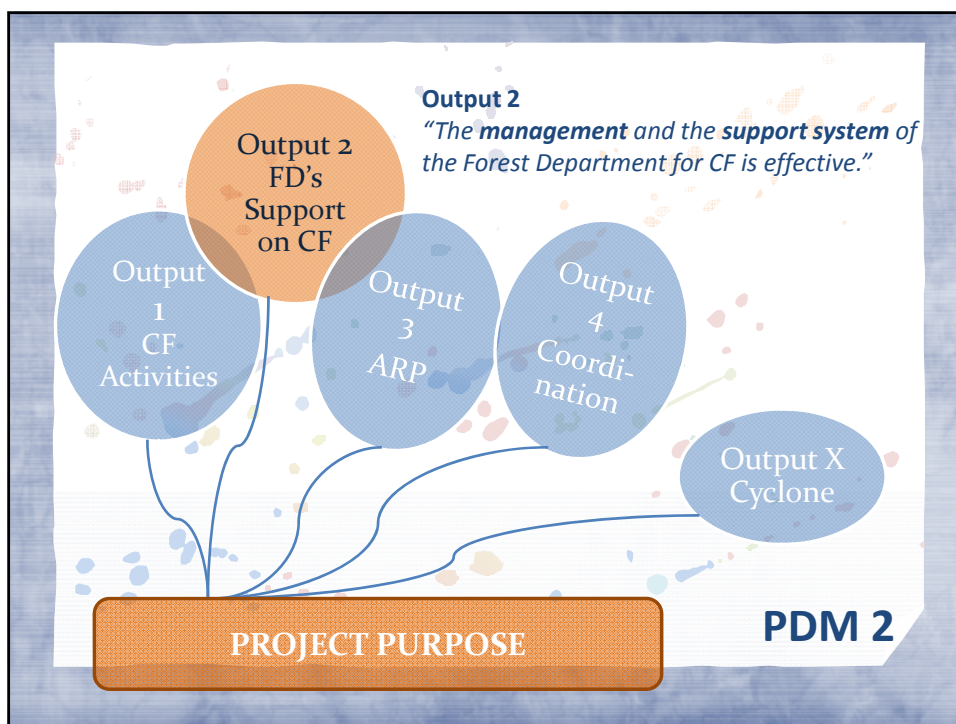 Output 2
“The management and the support system of
the Forest Department for CF is effective.”
Output 2
FD’s
Support
on CF
Output
1
CF
Activities
Output
3
ARP
Output
4
Coordi-
nation
Output X
Cyclone
PROJECT PURPOSE
PDM 2